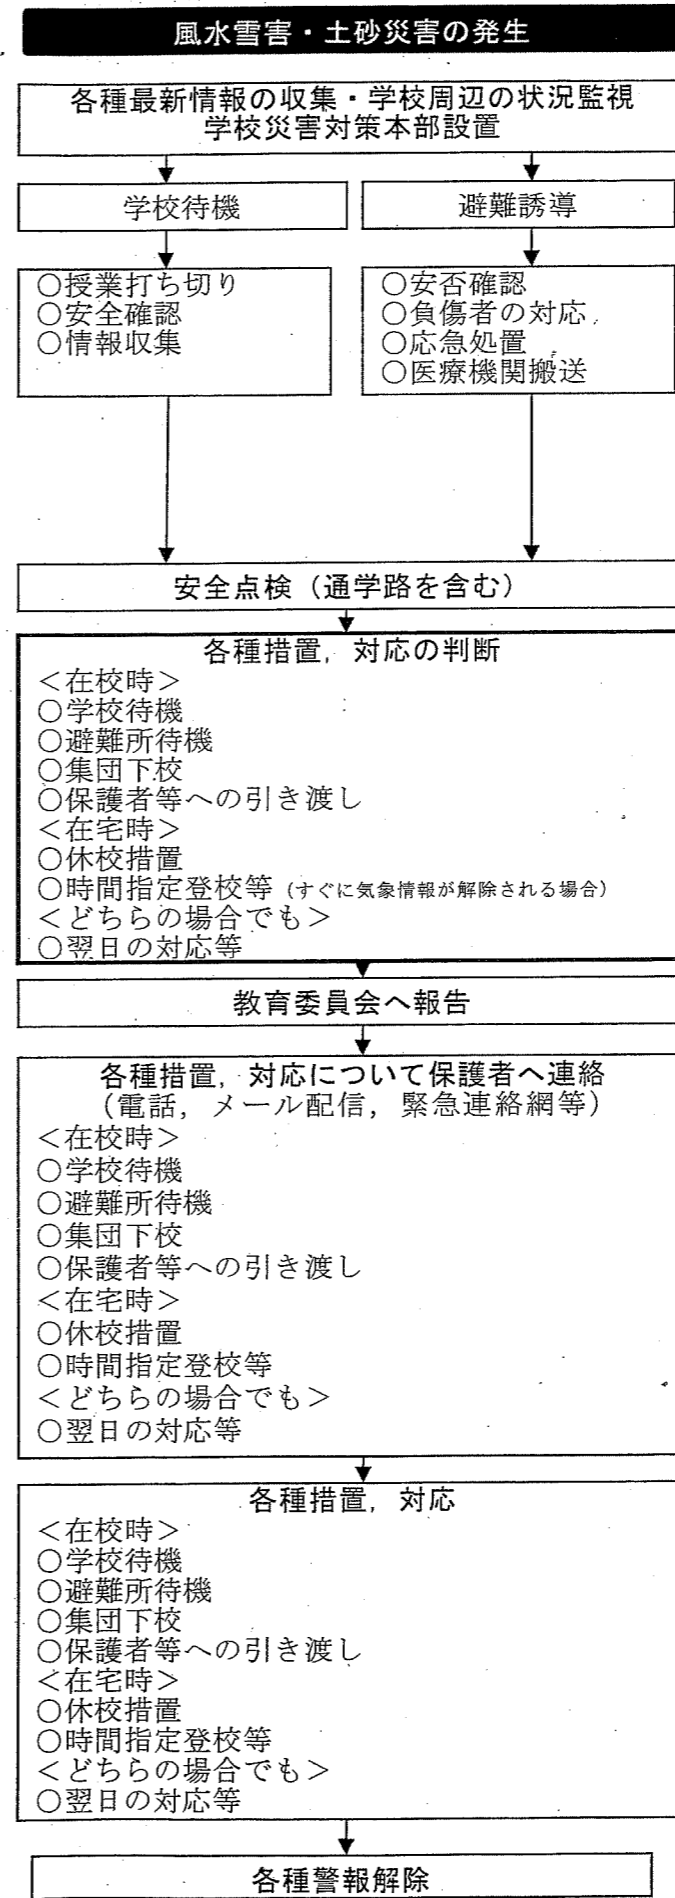 風水雪害・土砂災害の発生
各種最新情報の収集・学校周辺の状況監視
学校災害対策本部設置
学校待機
避難誘導
○授業打ち切り
○安全確認
○情報収集
○安否確認
○負傷者の対応
○応急処置
○医療機関搬送
安全点検（通学路を含む）
各種措置，対応の判断
＜在校時＞
○学校待機
○避難所待機
○集団下校
○保護者等への引き渡し
＜在宅時＞
○休校措置
○時間指定登校等（すぐに気象情報が解除される場合）
＜どちらの場合でも＞
○翌日の対応等
教育委員会へ報告
各種措置，対応について保護者へ連絡
（電話，メール配信，緊急連絡網等）
＜在校時＞
○学校待機
○避難所待機
○集団下校
○保護者等への引き渡し
＜在宅時＞
○休校措置
○時間指定登校等
＜どちらの場合でも＞
○翌日の対応等
各種措置，対応
＜在校時＞
○学校待機
○避難所待機
○集団下校
○保護者等への引き渡し
＜在宅時＞
○休校措置
○時間指定登校等
＜どちらの場合でも＞
○翌日の対応等
各種警報解除